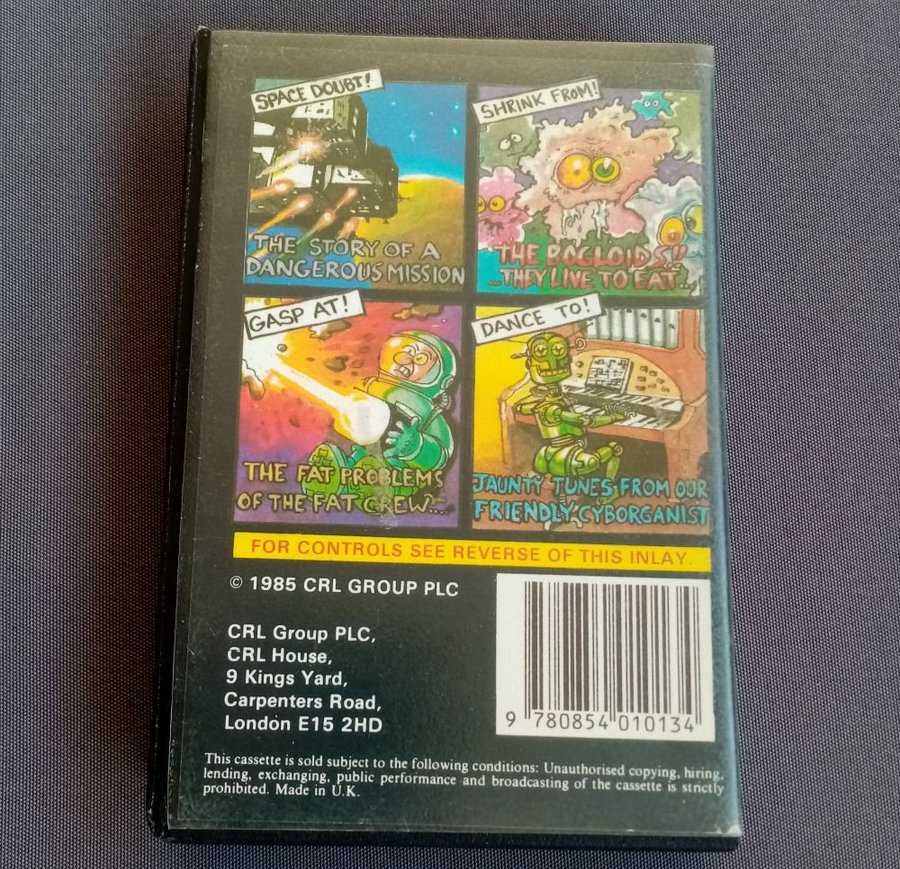 SPACE DOUBT!
THE STORY OF A
DANGEROUS MISSION
SHRINK FROM!
THE ROGLOIDS!!
...THEY LIVE TO EAT...
GASP AT!
THE FAT PROBLEMS
OF THE FAT CREW....
DANCE TO!
JAUNTY TUNES FROM OUR
FRIENDLY CYBORGANIST
FOR CONTROLS SEE REVERSE OF THIS INLAY.
© 1985 CRL GROUP PLC
CRL Group PLC,
CRL House,
9 Kings Yard,
Carpenters Road,
London E15 2HD
9 780854 010134
This cassette is sold subject to the following conditions: Unauthorised copying, hiring,
lending, exchanging, public performance and broadcasting of the cassette is strictly
prohibited. Made in U.K.